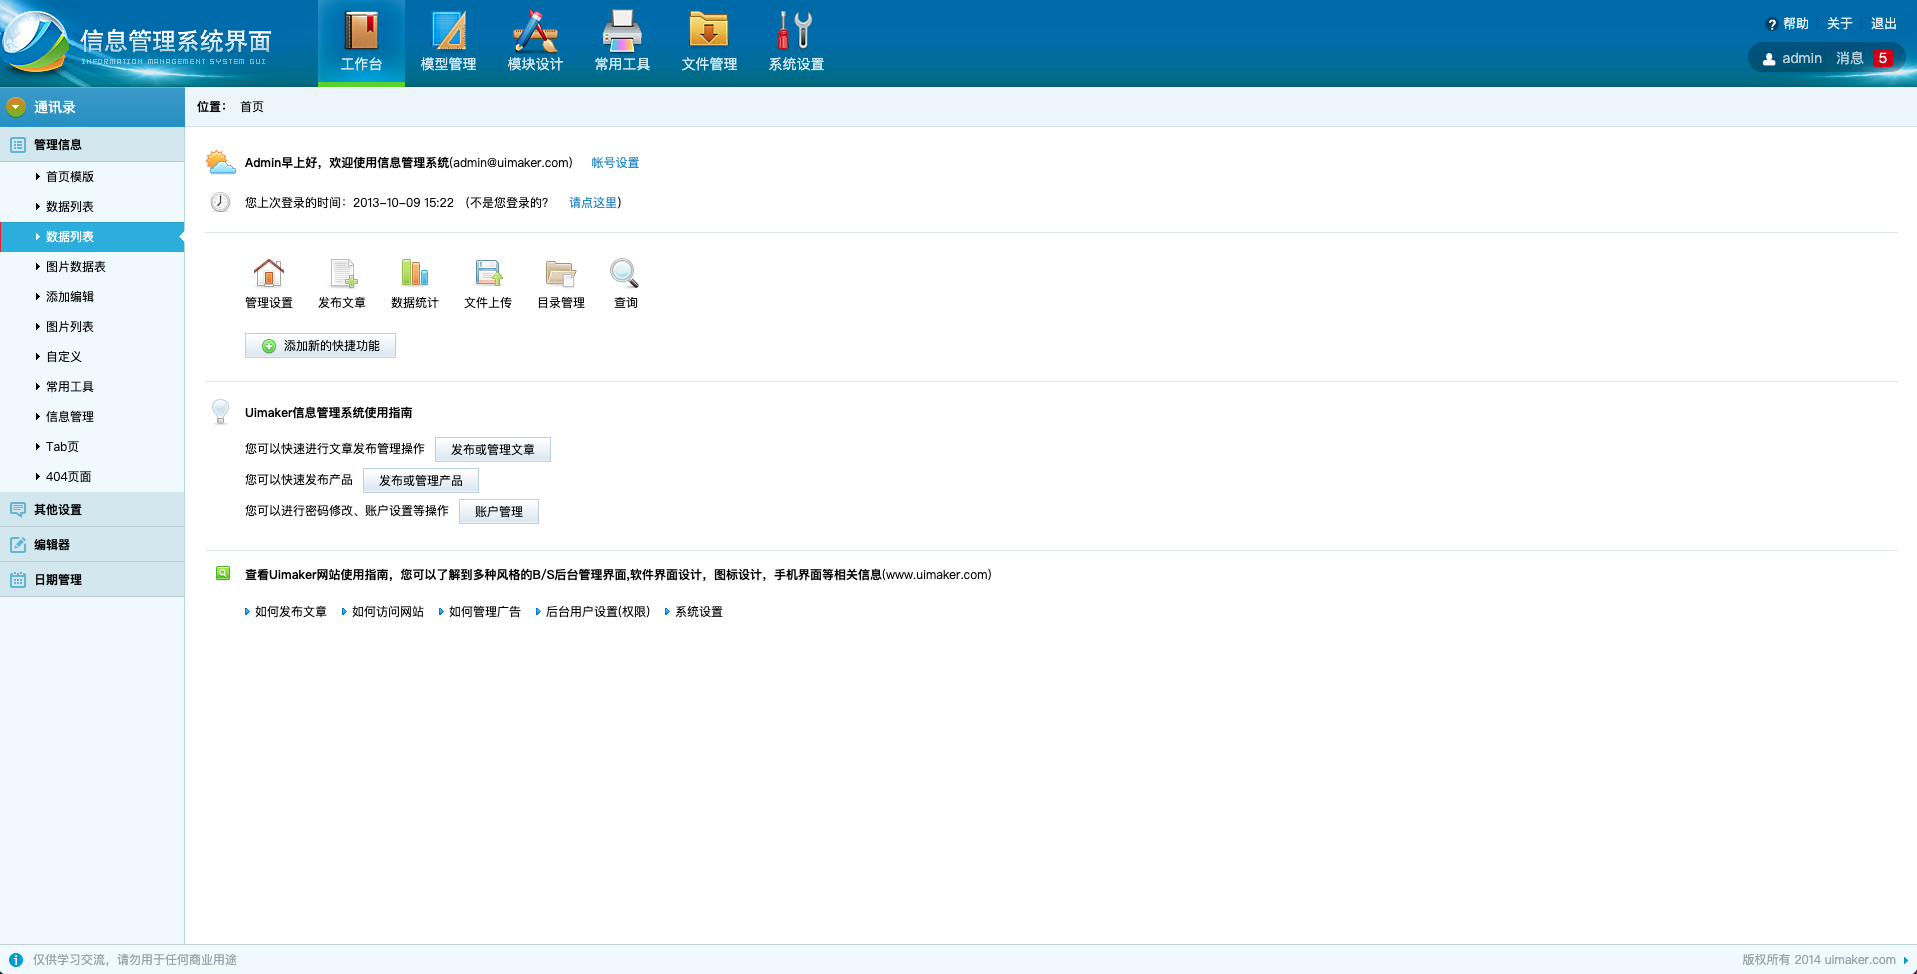 信息管理系统界面
INFORMATION MANAGEMENT SYSTEM GUI
工作台 模型管理 模块设计 常用工具 文件管理 系统设置
? 帮助 关于 退出
admin 消息 5
通讯录
位置： 首页
管理信息
首页模版
数据列表
数据列表
图片数据表
添加编辑
图片列表
自定义
常用工具
信息管理
Tab页
404页面
其他设置
编辑器
日期管理
Admin早上好，欢迎使用信息管理系统(admin@uimaker.com) 帐号设置
您上次登录的时间：2013-10-09 15:22 （不是您登录的？ 请点这里）
管理设置 发布文章 数据统计 文件上传 目录管理 查询
添加新的快捷功能
Uimaker信息管理系统使用指南
您可以快速进行文章发布管理操作 发布或管理文章
您可以快速发布产品 发布或管理产品
您可以进行密码修改、账户设置等操作 账户管理
查看Uimaker网站使用指南，您可以了解到多种风格的B/S后台管理界面,软件界面设计，图标设计，手机界面等相关信息(www.uimaker.com)
如何发布文章 如何访问网站 如何管理广告 后台用户设置(权限) 系统设置
仅供学习交流，请勿用于任何商业用途
版权所有 2014 uimaker.com